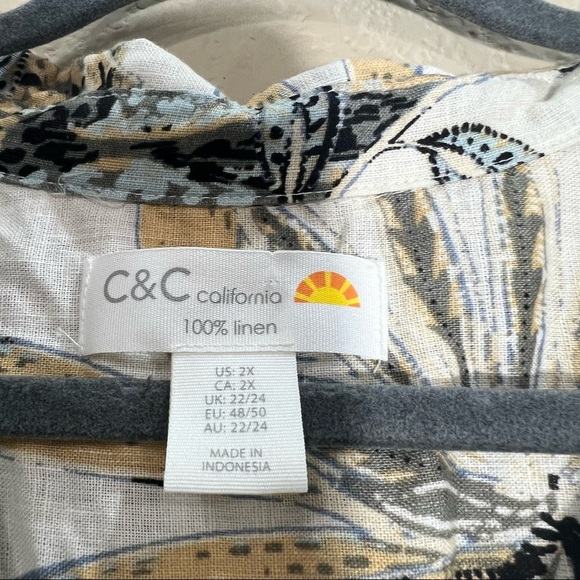 C&C california
100% linen
US: 2X
CA: 2X
UK: 22/24
EU: 48/50
AU: 22/24
MADE IN
INDONESIA